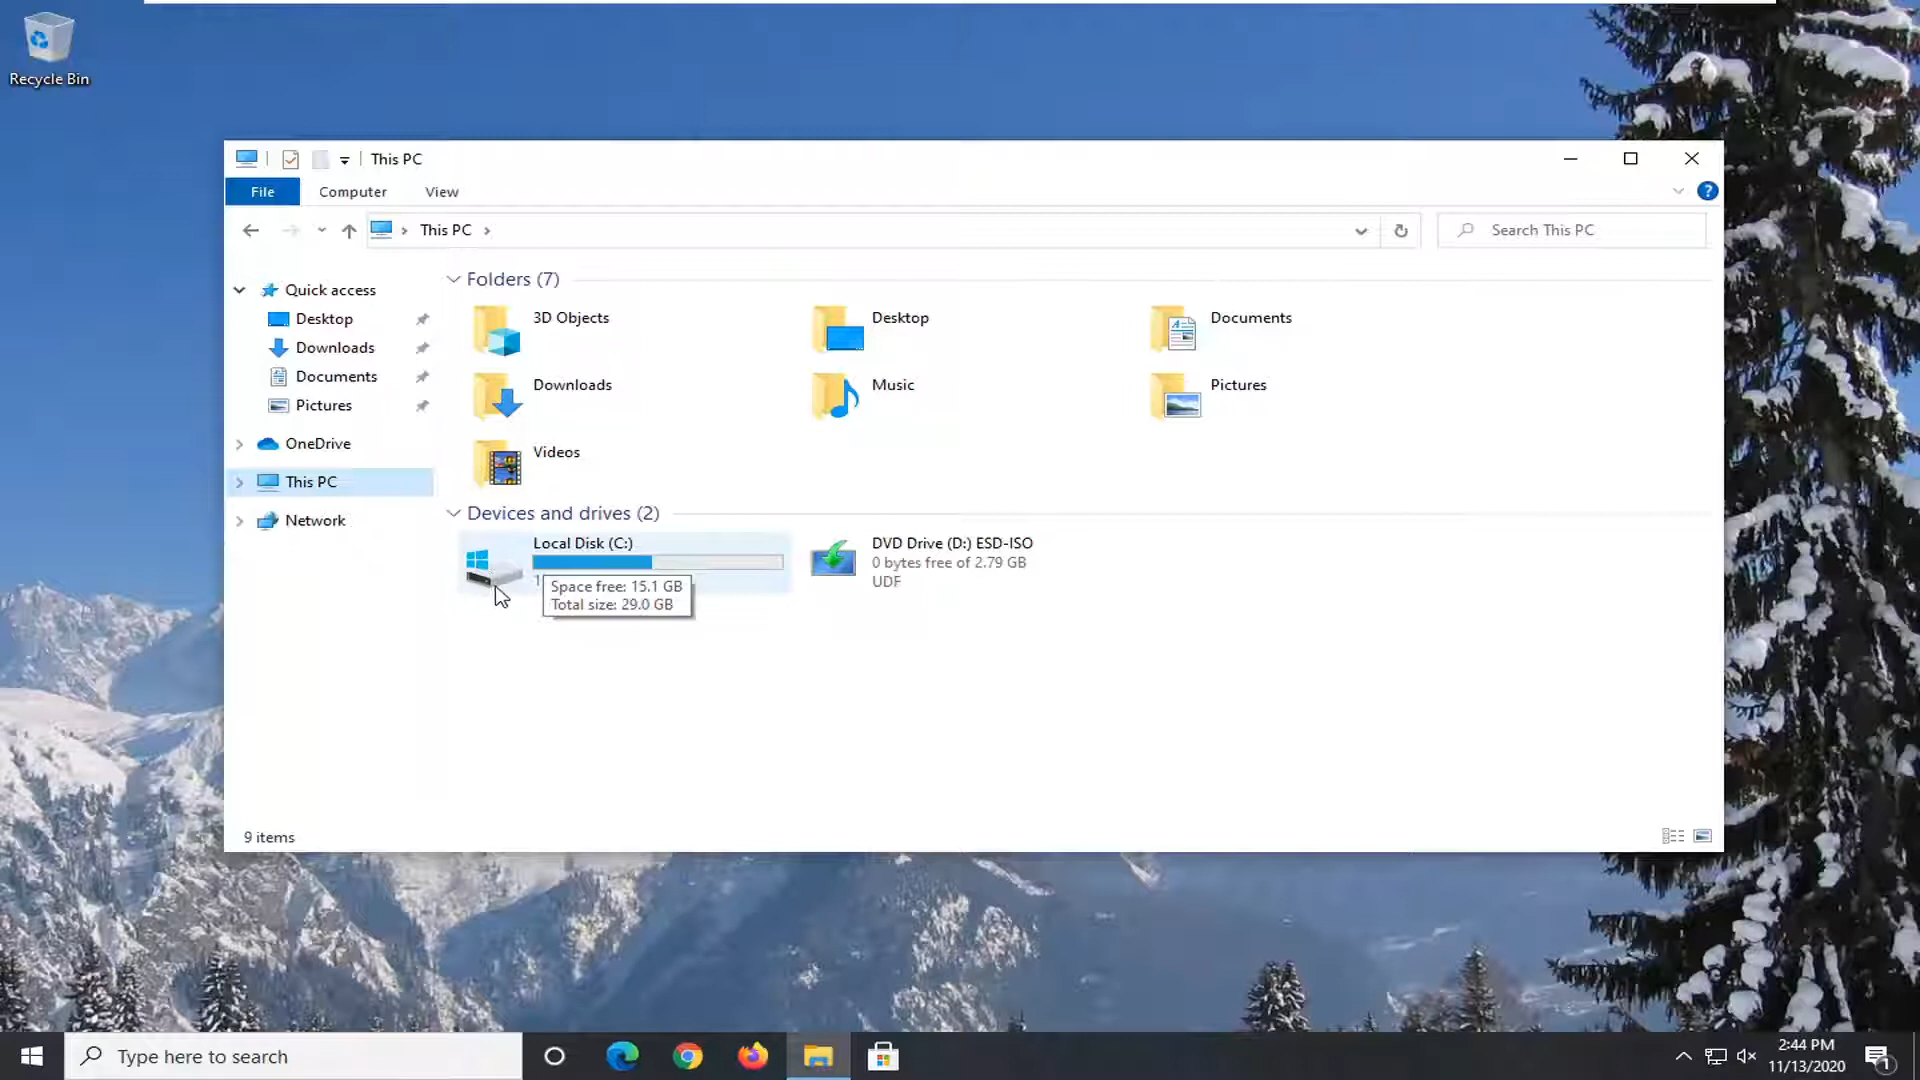 Recycle Bin
This PC
File
Computer
View
This PC
Search This PC
Quick access
Desktop
Downloads
Documents
Pictures
OneDrive
This PC
Network
Folders (7)
3D Objects
Desktop
Documents
Downloads
Music
Pictures
Videos
Devices and drives (2)
Local Disk (C:)
Space free: 15.1 GB
Total size: 29.0 GB
DVD Drive (D:) ESD-ISO
0 bytes free of 2.79 GB
UDF
9 items
Type here to search
2:44 PM
11/13/2020
1